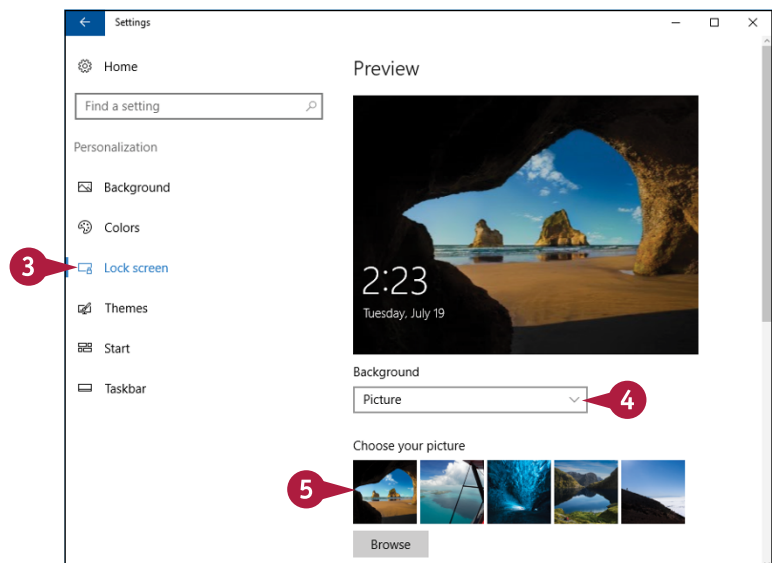 Settings
Home
Find a setting
Personalization
Background
Colors
3
Lock screen
Themes
Start
Taskbar
Preview
2:23
Tuesday, July 19
Background
Picture
4
Choose your picture
5
Browse